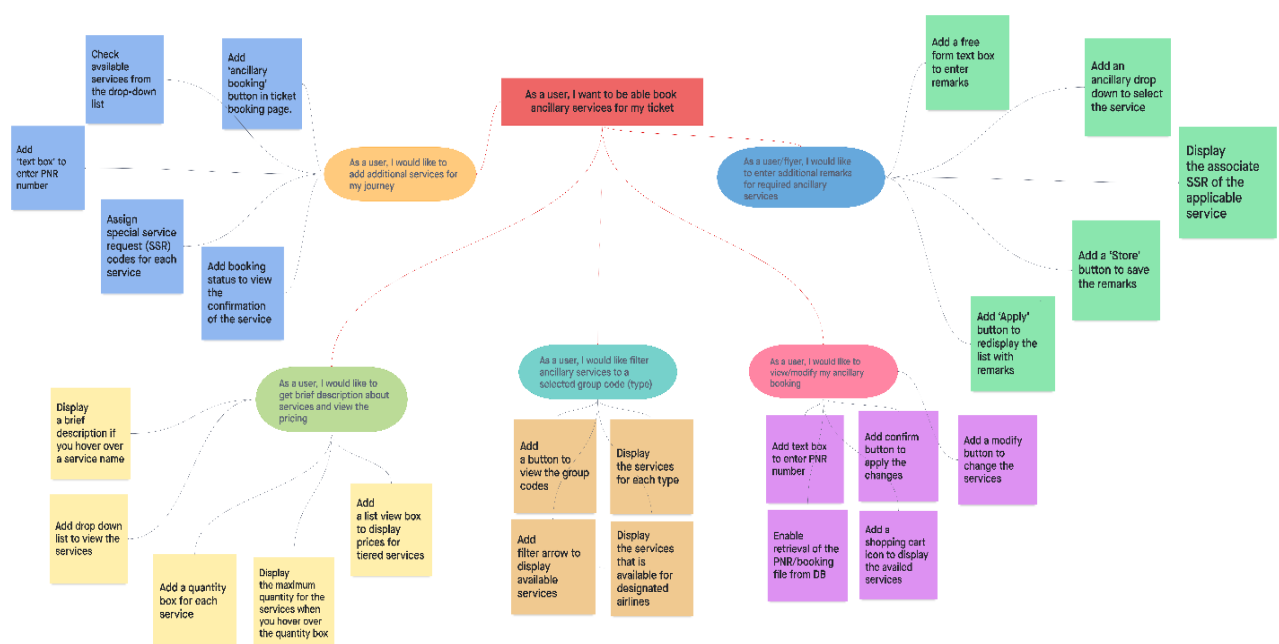 As a user, I want to be able book
ancillary services for my ticket
Check
available
services from
the drop-down
list
Add
'ancillary
booking'
button in ticket
booking page.
Add
'text box' to
enter PNR
number
Assign
special service
request (SSR)
codes for each
service
Add booking
status to view
the
confirmation
of the service
As a user, I would like to
add additional services for
my journey
As a user/flyer, I would like
to enter additional remarks
for required ancillary
services
Add a free
form text box
to enter
remarks
Add an
ancillary drop
down to select
the service
Display
the associate
SSR of the
applicable
service
Add a 'Store'
button to save
the remarks
Add 'Apply'
button to
redisplay the
list with
remarks
As a user, I would like to
get brief description about
services and view the
pricing
Display
a brief
description if
you hover over
a service name
Add drop down
list to view the
services
Add a quantity
box for each
service
Display
the maximum
quantity for the
services when
you hover over
the quantity box
Add
a list view box
to display
prices for
tiered services
As a user, I would like filter
ancillary services to a
selected group code (type)
Add
a button to
view the group
codes
Display
the services
for each type
Add
filter arrow to
display
available
services
Display
the services
that is
available for
designated
airlines
As a user, I would like to
view/modify my ancillary
booking
Add text box
to enter PNR
number
Add confirm
button to
apply the
changes
Add a modify
button to
change the
services
Enable
retrieval of the
PNR/booking
file from DB
Add a
shopping cart
icon to display
the availed
services